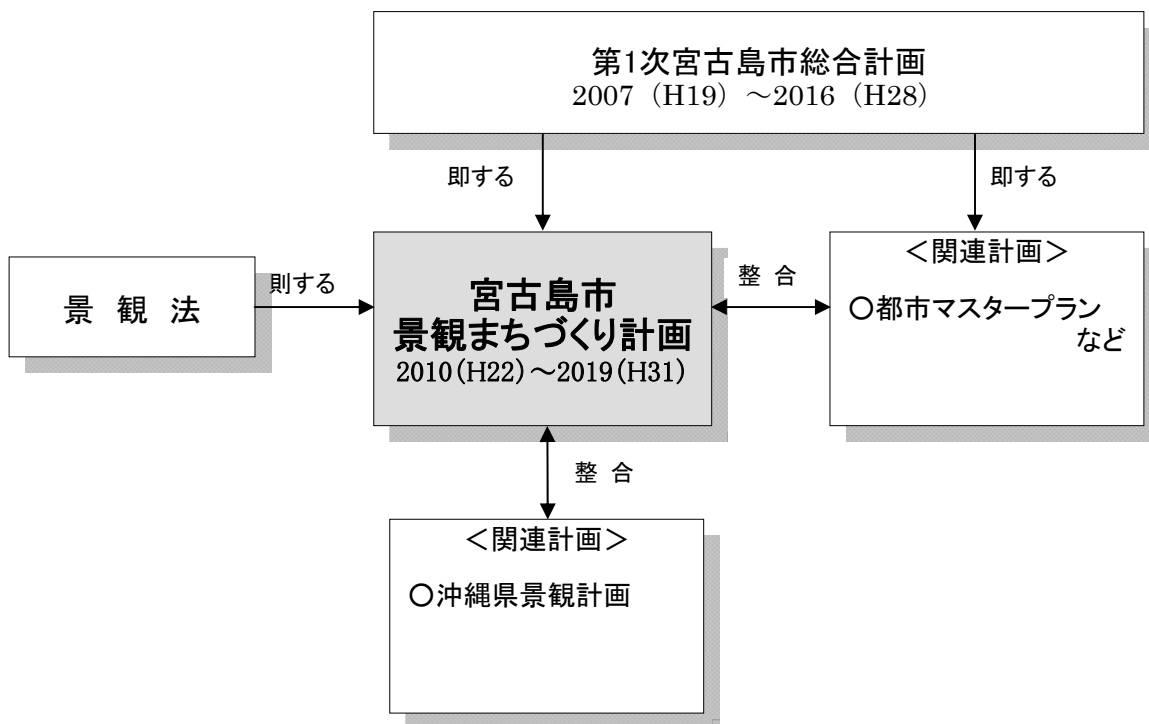 第1次宮古島市総合計画
2007（H19）～2016（H28）
即する
即する
景 観 法
則する
宮古島市
景観まちづくり計画
2010(H22)～2019(H31)
整 合
＜関連計画＞
○都市マスタープラン
など
整 合
＜関連計画＞
○沖縄県景観計画